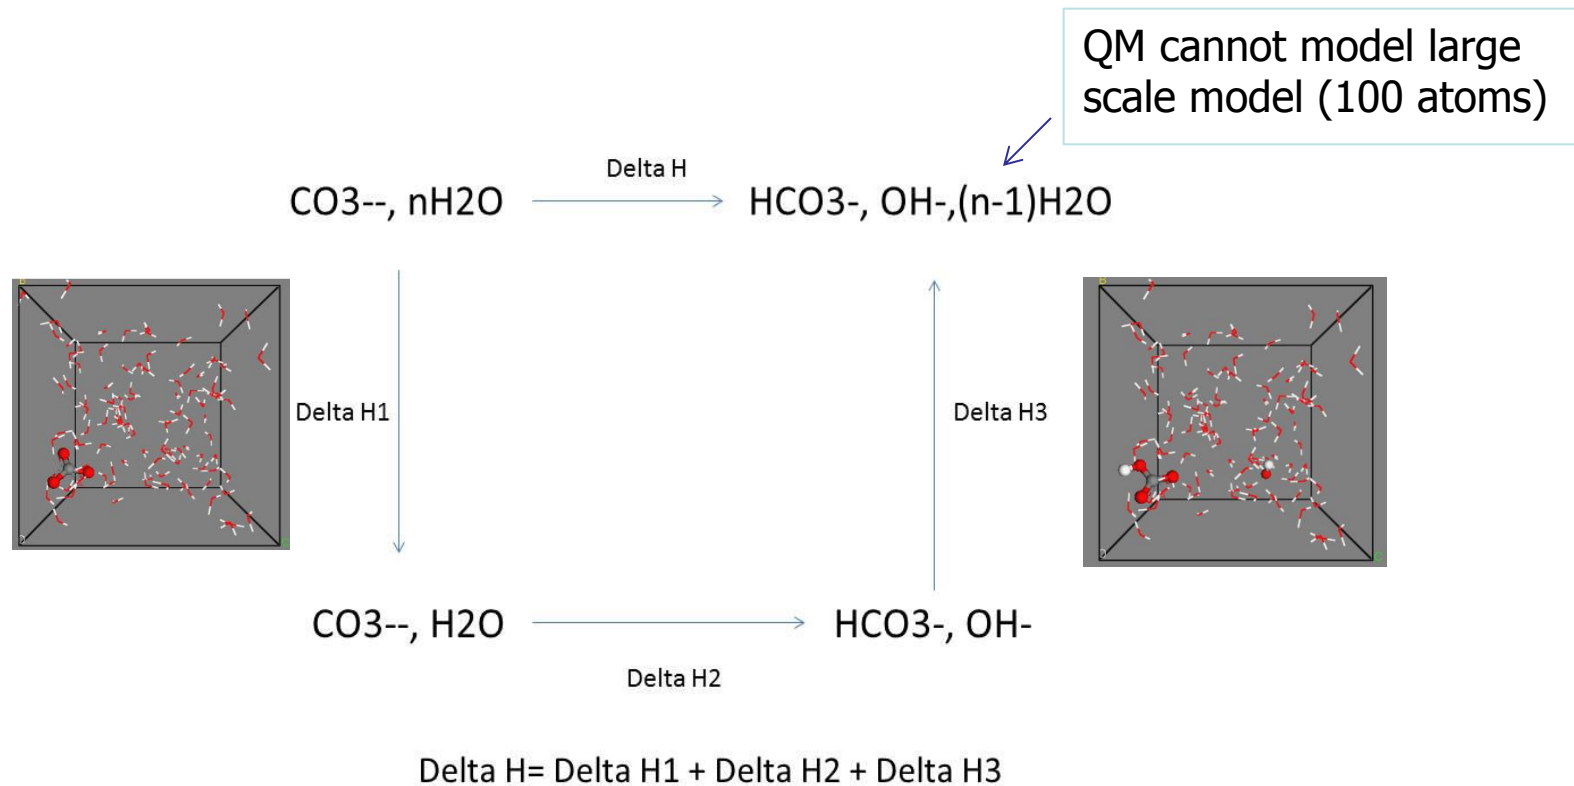 QM cannot model large
scale model (100 atoms)
Delta H
CO3--, nH2O
HCO3-, OH-,(n-1)H2O
Delta H1
Delta H3
CO3--, H2O
HCO3-, OH-
Delta H2
Delta H= Delta H1 + Delta H2 + Delta H3